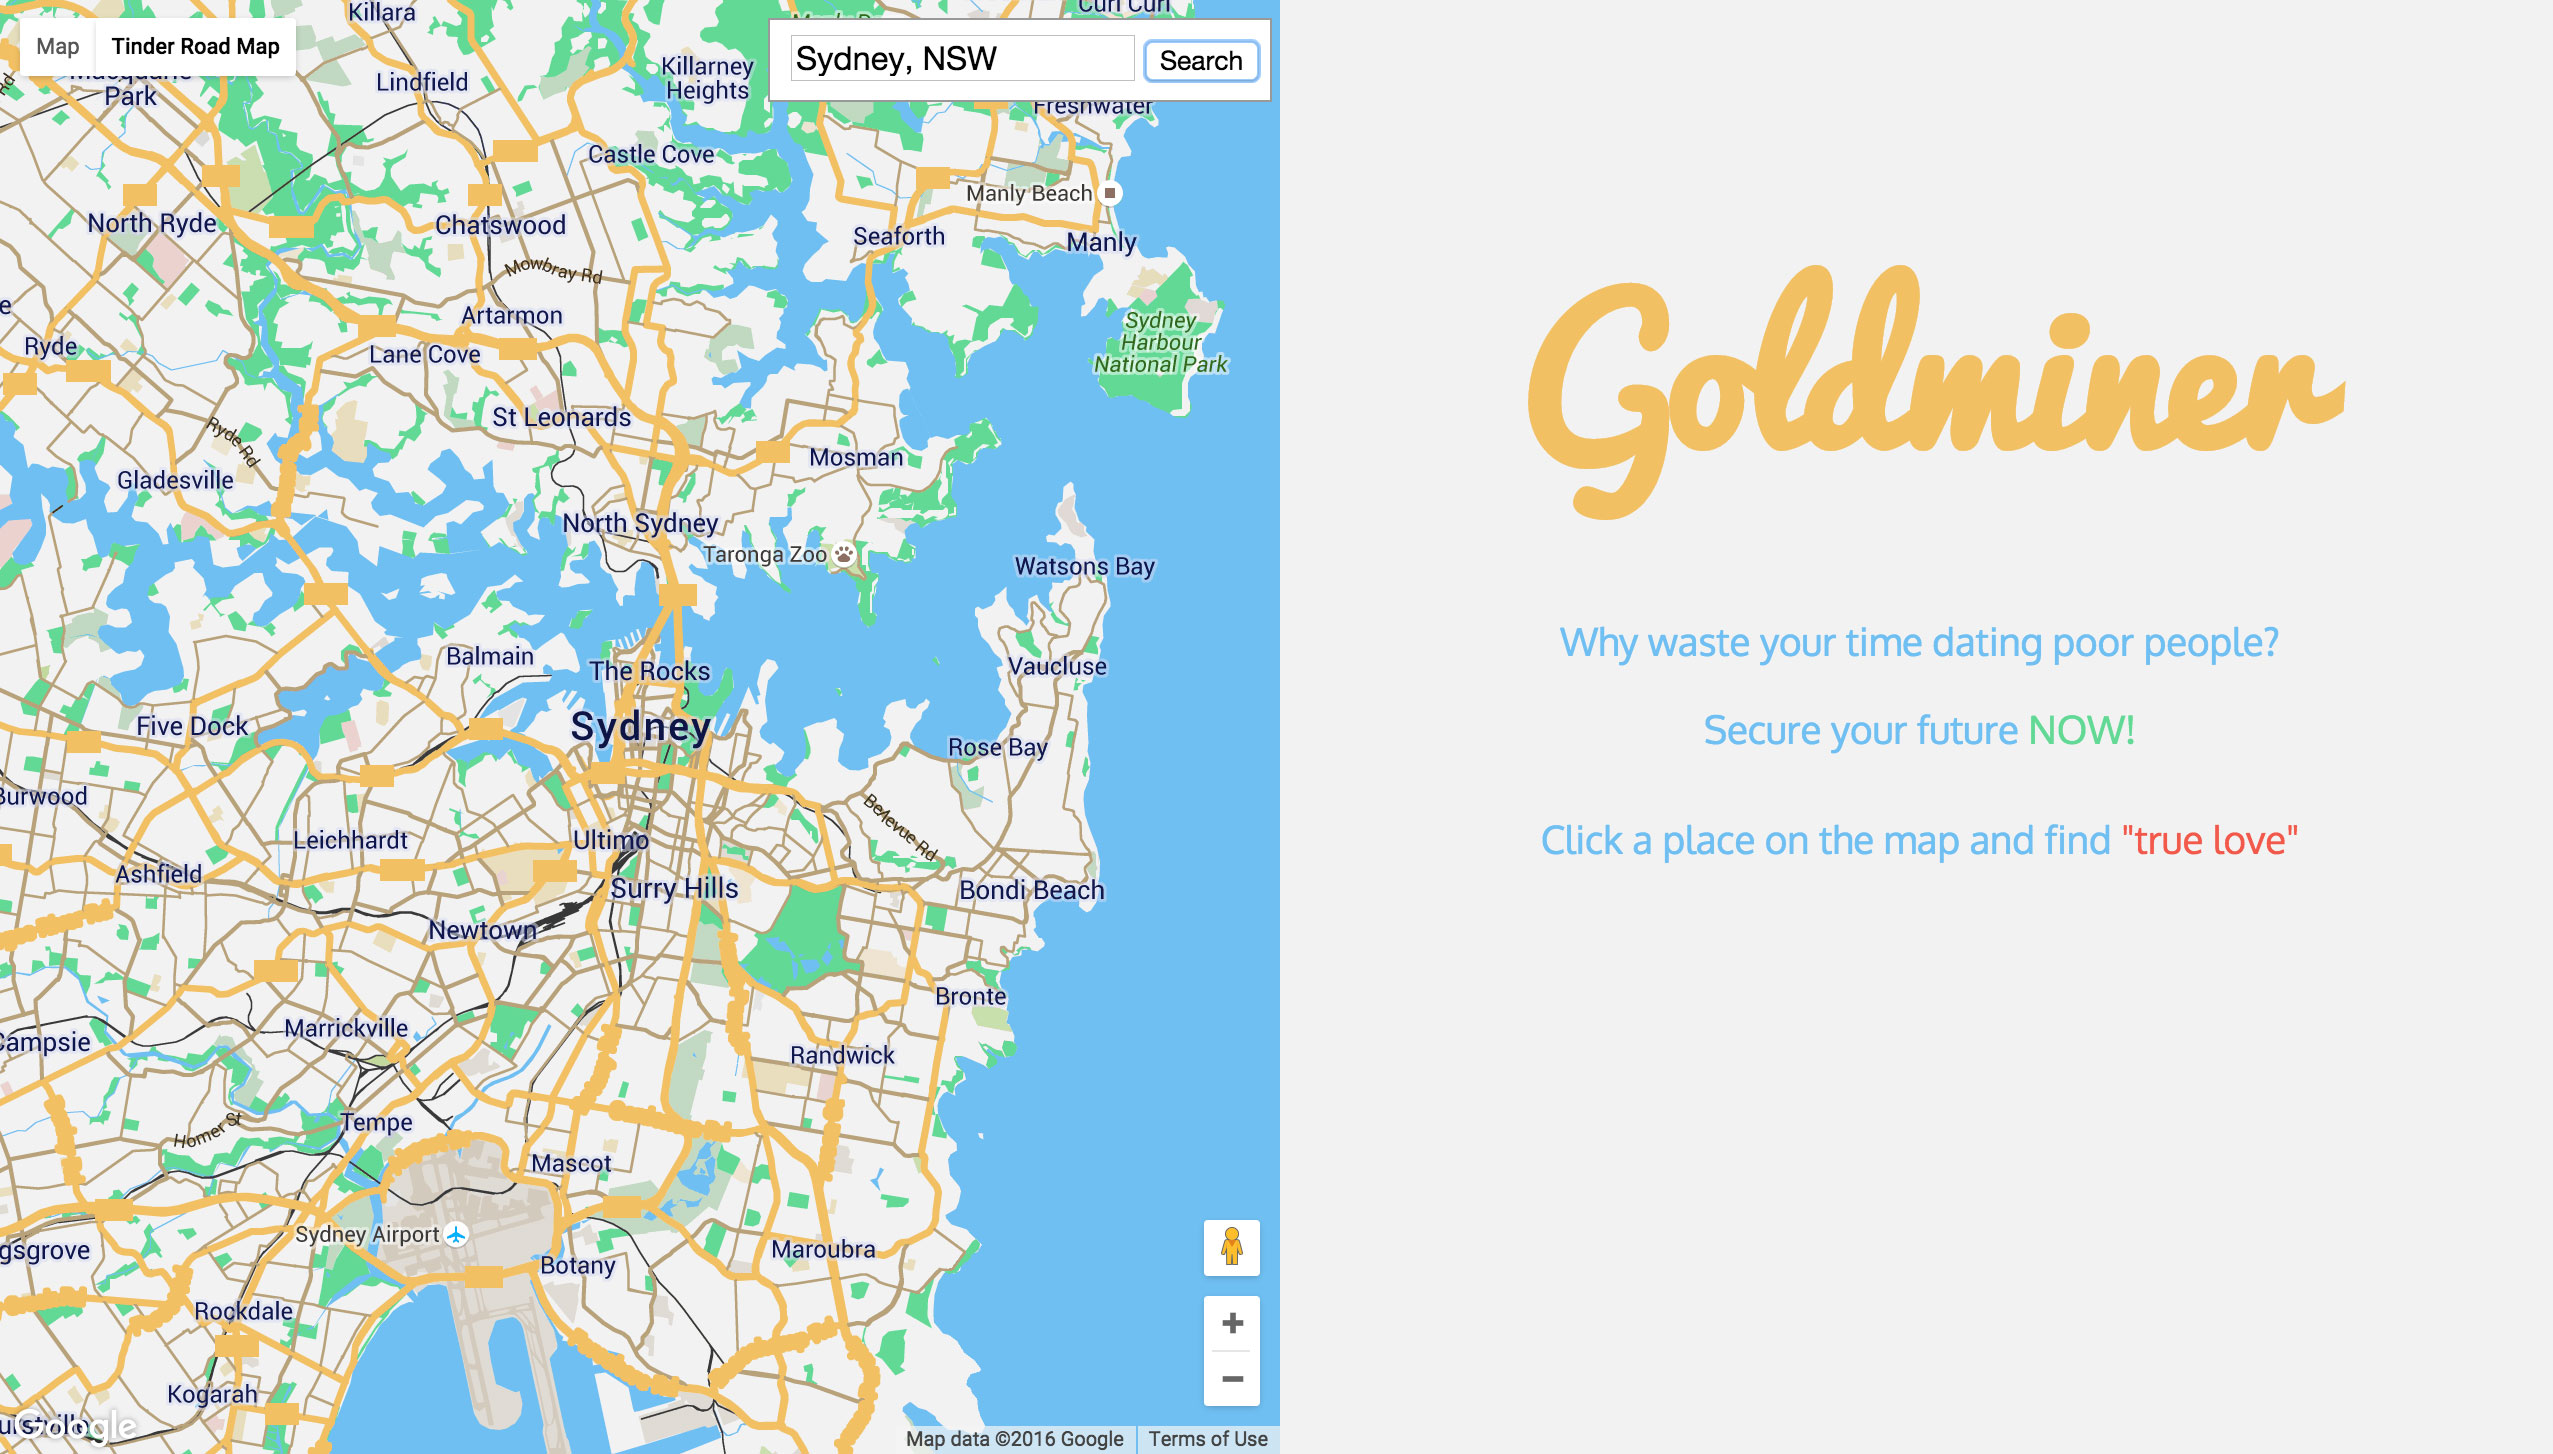 Killara
Curl Curl
Map
Tinder Road Map
Sydney, NSW
Search
Macquarie
Park
Lindfield
Killarney
Heights
Freshwater
Castle Cove
Manly Beach
North Ryde
Chatswood
Seaforth
Manly
Mowbray Rd
Artarmon
Sydney
Harbour
National Park
Ryde
Lane Cove
St Leonards
Ryde Rd
Mosman
Gladesville
North Sydney
Taronga Zoo
Watsons Bay
Balmain
The Rocks
Vaucluse
Five Dock
Sydney
Rose Bay
Burwood
Bellevue Rd
Leichhardt
Ultimo
Ashfield
Surry Hills
Bondi Beach
Newtown
Bronte
Marrickville
Campsie
Randwick
Homer St
Tempe
Mascot
Sydney Airport
gsgrove
Maroubra
Botany
Rockdale
Kogarah
Google
Map data ©2016 Google
Terms of Use
Goldminer
Why waste your time dating poor people?
Secure your future NOW!
Click a place on the map and find "true love"